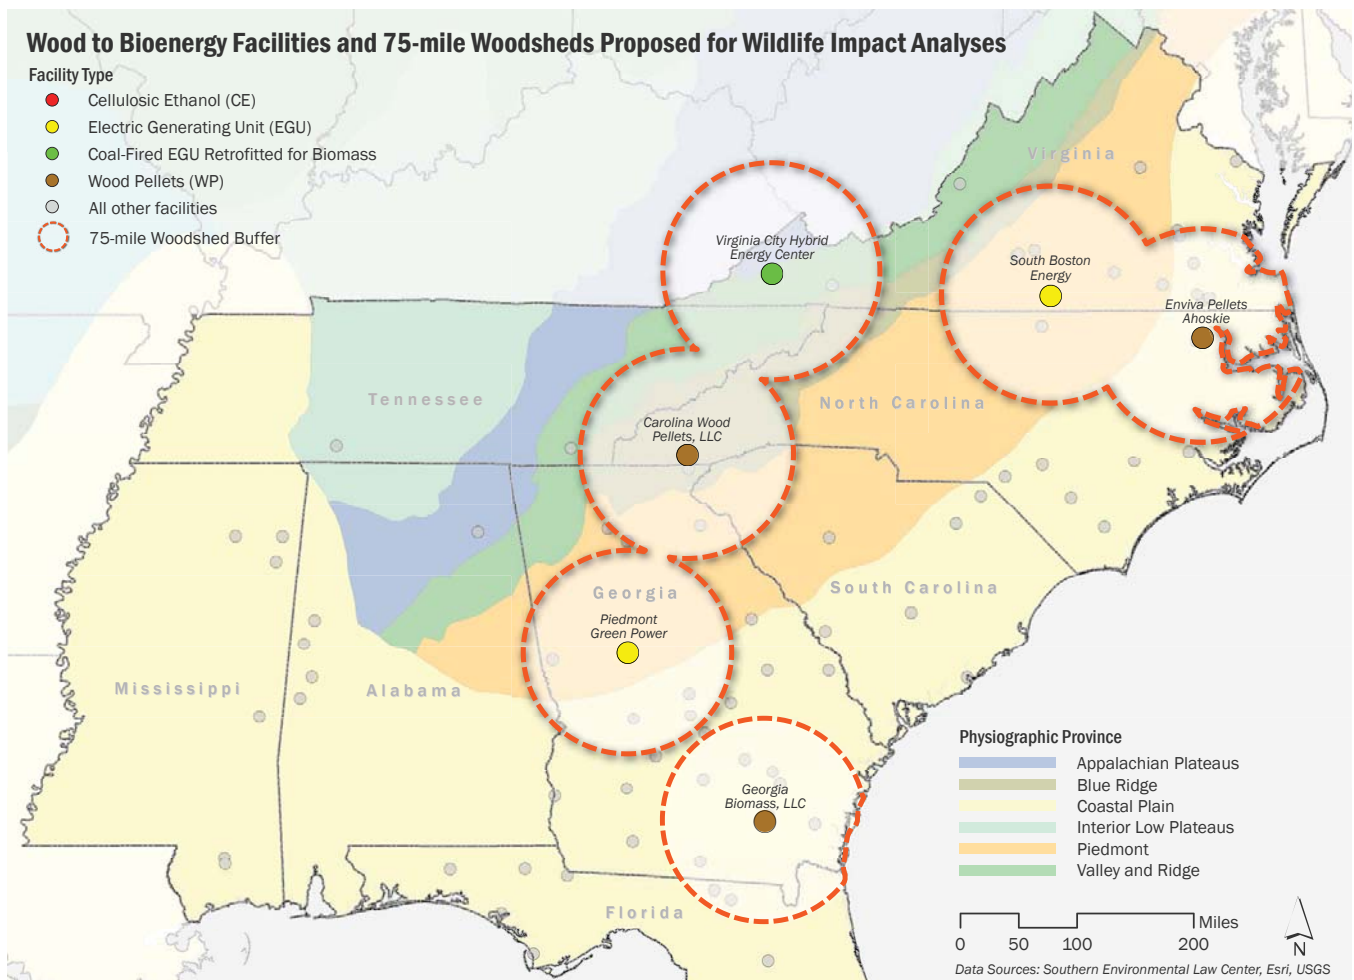 Wood to Bioenergy Facilities and 75-mile Woodsheds Proposed for Wildlife Impact Analyses
Facility Type
Cellulosic Ethanol (CE)
Electric Generating Unit (EGU)
Coal-Fired EGU Retrofitted for Biomass
Wood Pellets (WP)
All other facilities
75-mile Woodshed Buffer
Virginia
Virginia City Hybrid
Energy Center
South Boston
Energy
Enviva Pellets
Ahoskie
Tennessee
North Carolina
Carolina Wood
Pellets, LLC
Georgia
South Carolina
Piedmont
Green Power
Mississippi
Alabama
Georgia
Biomass, LLC
Florida
Physiographic Province
Appalachian Plateaus
Blue Ridge
Coastal Plain
Interior Low Plateaus
Piedmont
Valley and Ridge
Miles
0 50 100 200
N
Data Sources: Southern Environmental Law Center, Esri, USGS